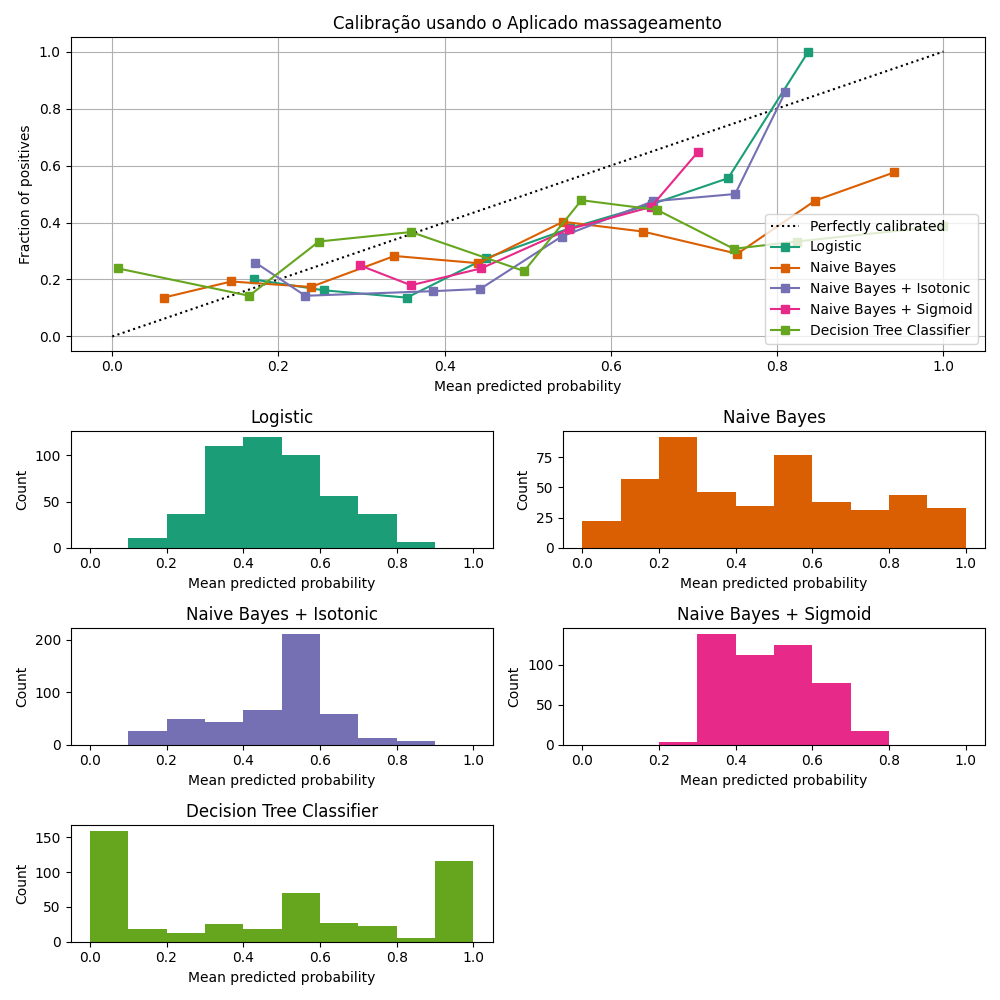 Calibração usando o Aplicado massageamento
1.0
0.8
0.6
0.4
0.2
0.0
Fraction of positives
0.0 0.2 0.4 0.6 0.8 1.0
Mean predicted probability
Perfectly calibrated
Logistic
Naive Bayes
Naive Bayes + Isotonic
Naive Bayes + Sigmoid
Decision Tree Classifier
Logistic
100
50
0
Count
0.0 0.2 0.4 0.6 0.8 1.0
Mean predicted probability
Naive Bayes
75
50
25
0
Count
0.0 0.2 0.4 0.6 0.8 1.0
Mean predicted probability
Naive Bayes + Isotonic
200
100
0
Count
0.0 0.2 0.4 0.6 0.8 1.0
Mean predicted probability
Naive Bayes + Sigmoid
100
50
0
Count
0.0 0.2 0.4 0.6 0.8 1.0
Mean predicted probability
Decision Tree Classifier
150
100
50
0
Count
0.0 0.2 0.4 0.6 0.8 1.0
Mean predicted probability